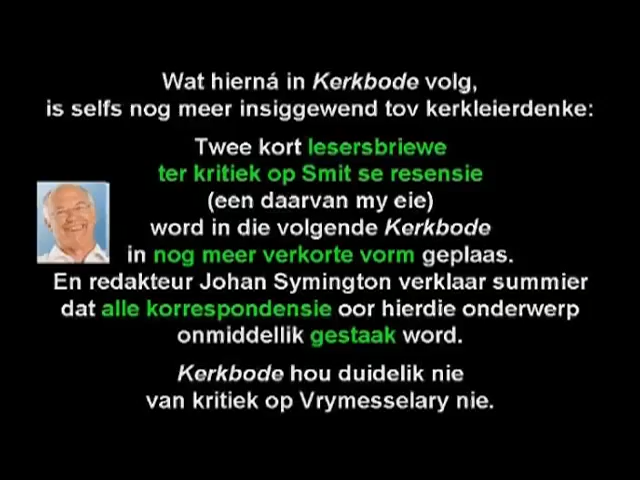 Wat hierná in Kerkbode volg,
is selfs nog meer insiggewend tov kerkleierdenke:
Twee kort lesersbriewe
ter kritiek op Smit se resensie
(een daarvan my eie)
word in die volgende Kerkbode
in nog meer verkorte vorm geplaas.
En redakteur Johan Symington verklaar summier
dat alle korrespondensie oor hierdie onderwerp
onmiddellik gestaak word.
Kerkbode hou duidelik nie
van kritiek op Vrymesselary nie.